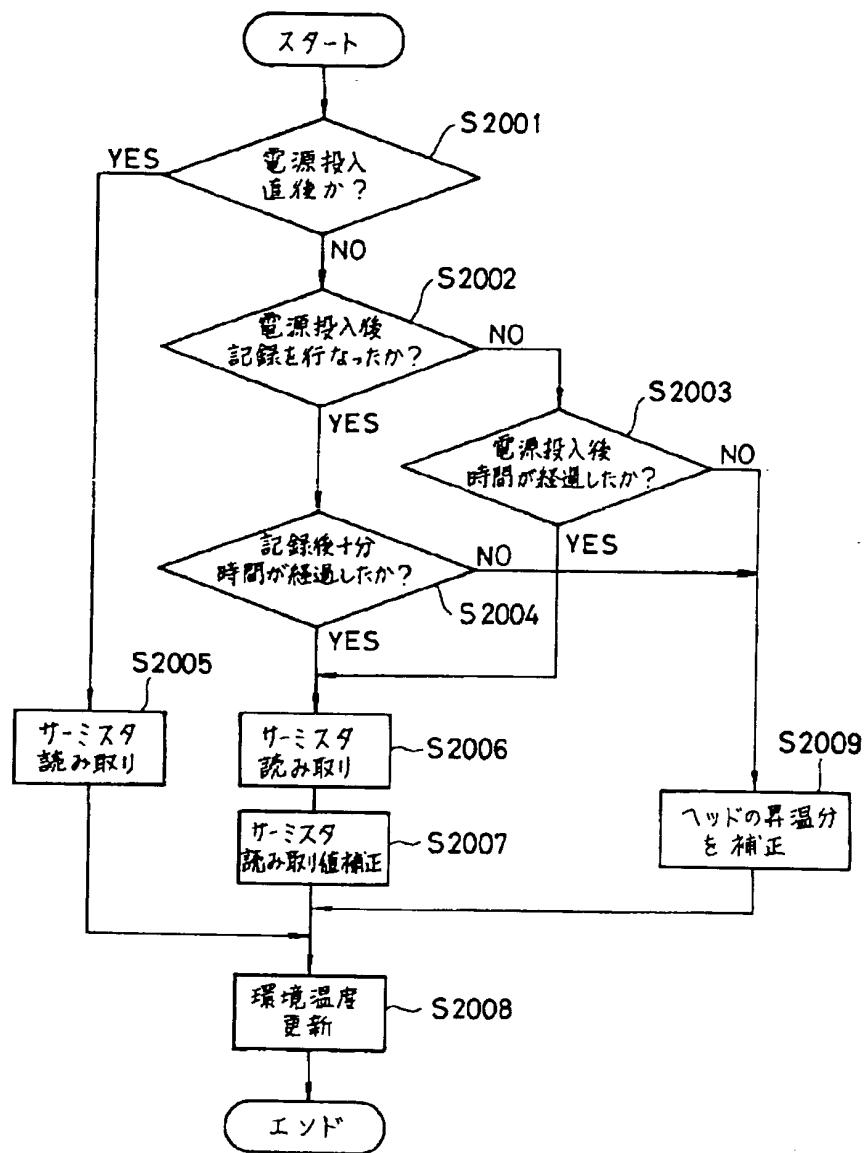 スタート
S2001
YES
電源投入
直後か?
NO
S2002
電源投入後
記録を行なったか?
NO
S2003
YES
電源投入後
時間が経過したか?
NO
記録後十分
時間が経過したか?
NO
YES
S2004
YES
S2005
サーミスタ
読み取り
サーミスタ
読み取り
S2006
S2009
ヘッドの昇温分
を補正
サーミスタ
読み取り値補正
S2007
環境温度
更新
S2008
エンド